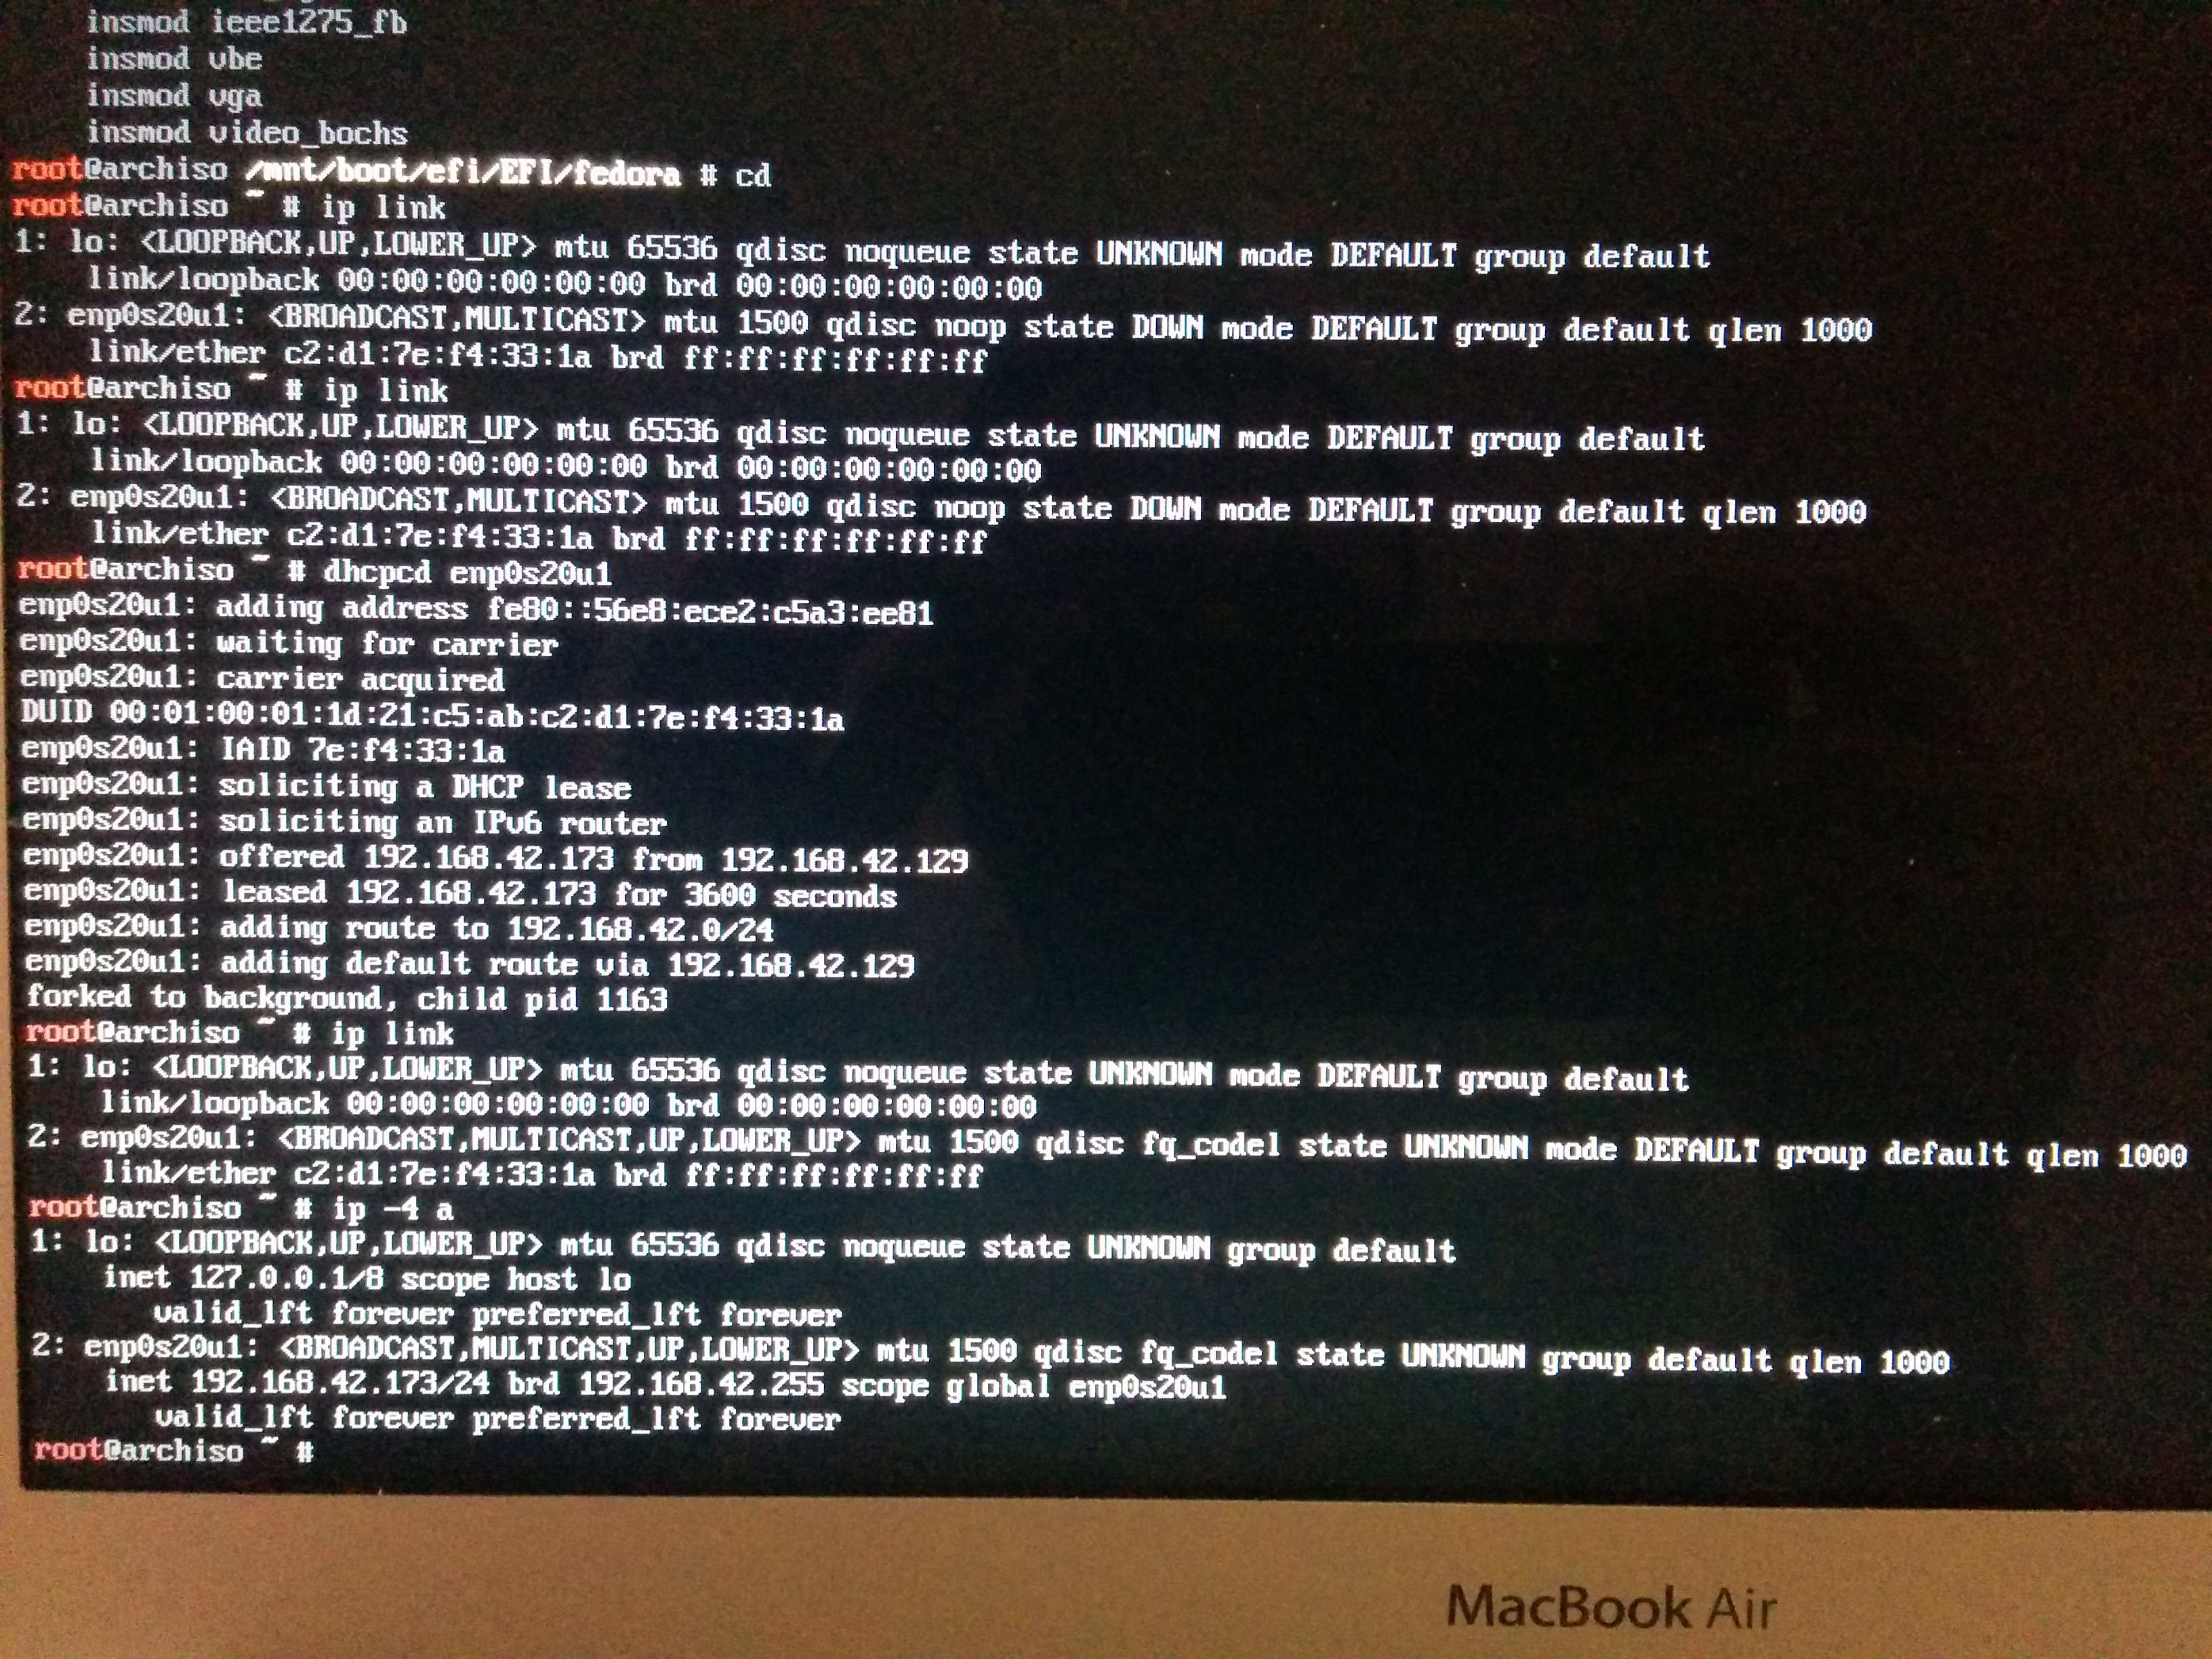 insmod ieee1275_fb
insmod vbe
insmod vga
insmod video_bochs
root@archiso /mnt/boot/efi/EFI/fedora # cd
root@archiso ~ # ip link
1: lo: <LOOPBACK,UP,LOWER_UP> mtu 65536 qdisc noqueue state UNKNOWN mode DEFAULT group default
link/loopback 00:00:00:00:00:00 brd 00:00:00:00:00:00
2: enp0s20u1: <BROADCAST,MULTICAST> mtu 1500 qdisc noop state DOWN mode DEFAULT group default qlen 1000
link/ether c2:d1:7e:f4:33:1a brd ff:ff:ff:ff:ff:ff
root@archiso ~ # ip link
1: lo: <LOOPBACK,UP,LOWER_UP> mtu 65536 qdisc noqueue state UNKNOWN mode DEFAULT group default
link/loopback 00:00:00:00:00:00 brd 00:00:00:00:00:00
2: enp0s20u1: <BROADCAST,MULTICAST> mtu 1500 qdisc noop state DOWN mode DEFAULT group default qlen 1000
link/ether c2:d1:7e:f4:33:1a brd ff:ff:ff:ff:ff:ff
root@archiso ~ # dhcpcd enp0s20u1
enp0s20u1: adding address fe80::56e8:ece2:c5a3:ee81
enp0s20u1: waiting for carrier
enp0s20u1: carrier acquired
DUID 00:01:00:01:1d:21:c5:ab:c2:d1:7e:f4:33:1a
enp0s20u1: IAID 7e:f4:33:1a
enp0s20u1: soliciting a DHCP lease
enp0s20u1: soliciting an IPv6 router
enp0s20u1: offered 192.168.42.173 from 192.168.42.129
enp0s20u1: leased 192.168.42.173 for 3600 seconds
enp0s20u1: adding route to 192.168.42.0/24
enp0s20u1: adding default route via 192.168.42.129
forked to background, child pid 1163
root@archiso ~ # ip link
1: lo: <LOOPBACK,UP,LOWER_UP> mtu 65536 qdisc noqueue state UNKNOWN mode DEFAULT group default
link/loopback 00:00:00:00:00:00 brd 00:00:00:00:00:00
2: enp0s20u1: <BROADCAST,MULTICAST,UP,LOWER_UP> mtu 1500 qdisc fq_codel state UNKNOWN mode DEFAULT group default qlen 1000
link/ether c2:d1:7e:f4:33:1a brd ff:ff:ff:ff:ff:ff
root@archiso ~ # ip -4 a
1: lo: <LOOPBACK,UP,LOWER_UP> mtu 65536 qdisc noqueue state UNKNOWN group default
inet 127.0.0.1/8 scope host lo
valid_lft forever preferred_lft forever
2: enp0s20u1: <BROADCAST,MULTICAST,UP,LOWER_UP> mtu 1500 qdisc fq_codel state UNKNOWN group default qlen 1000
inet 192.168.42.173/24 brd 192.168.42.255 scope global enp0s20u1
valid_lft forever preferred_lft forever
root@archiso ~ #
MacBook Air